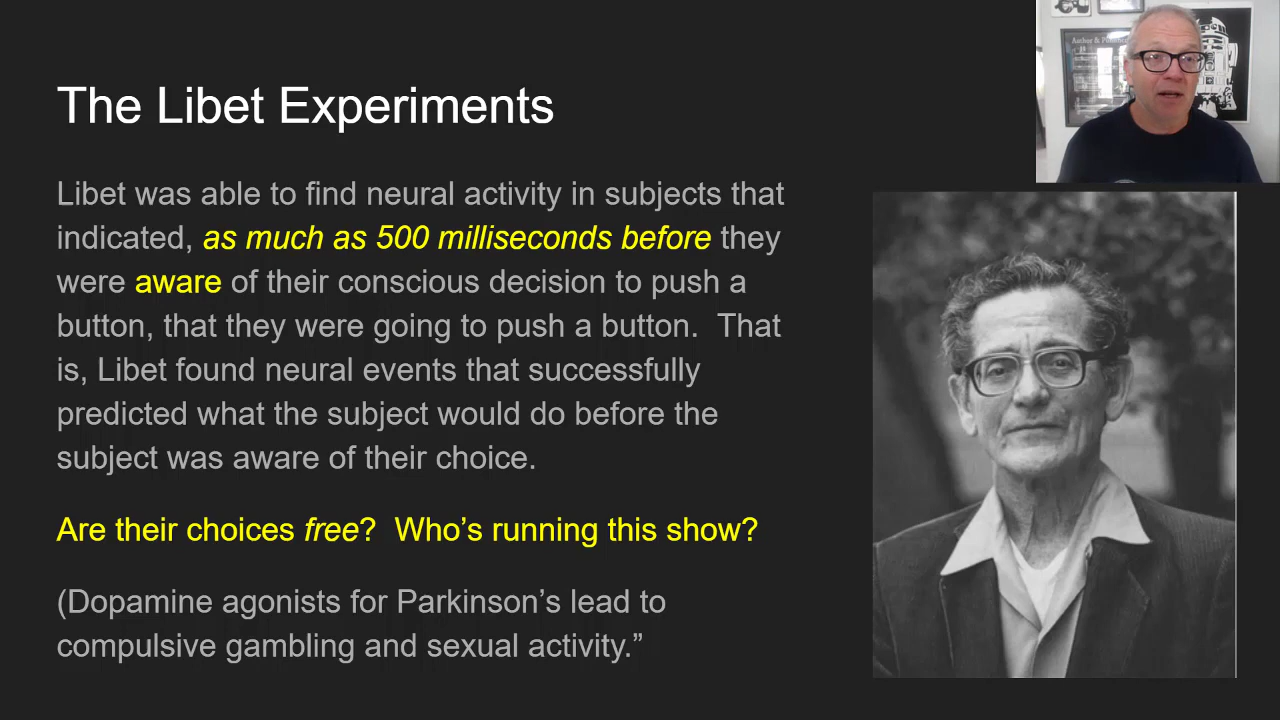 The Libet Experiments
Libet was able to find neural activity in subjects that
indicated, as much as 500 milliseconds before they
were aware of their conscious decision to push a
button, that they were going to push a button.  That
is, Libet found neural events that successfully
predicted what the subject would do before the
subject was aware of their choice.
Are their choices free?  Who’s running this show?
(Dopamine agonists for Parkinson’s lead to
compulsive gambling and sexual activity.”